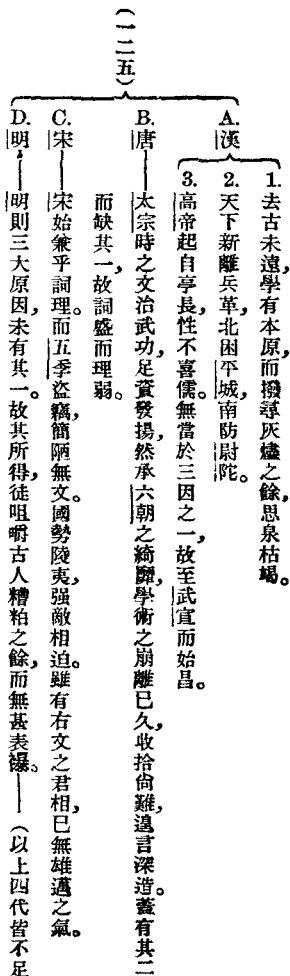 (一二五)
A. 漢
1. 去古未遠，學有本原，而撥尋灰燼之餘，思泉枯竭。
2. 天下新離兵革，北困平城，南防尉陀。
3. 高帝起自亭長，性不喜儒。無當於三因之一，故至武宣而始昌。
B. 唐——太宗時之文治武功，足資發揚，然承六朝之綺靡，學術之崩離已久，收拾尙難，遑言深造。蓋有其二
而缺其一，故詞盛而理弱。
C. 宋——宋始兼乎詞理。而五季盜竊，簡陋無文。國勢陵夷，强敵相迫。雖有右文之君相，已無雄邁之氣。
D. 明——明則三大原因，未有其一。故其所得，徒咀嚼古人糟粕之餘，而無甚表襮。——(以上四代皆不足